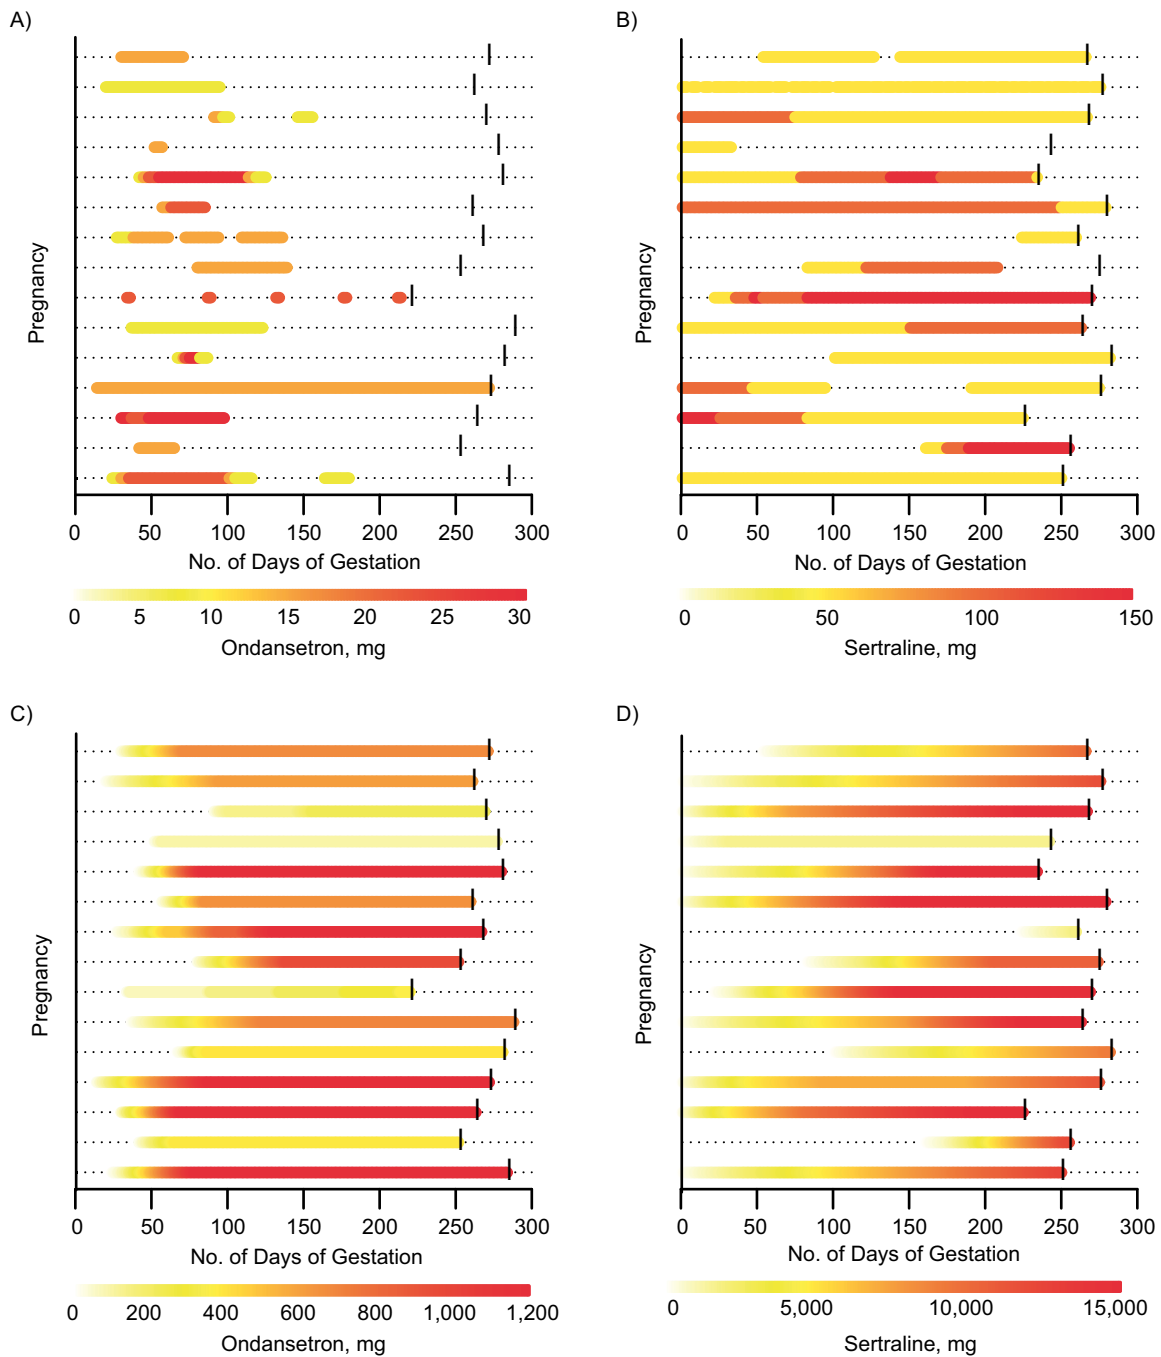 A)
Pregnancy
0 50 100 150 200 250 300
No. of Days of Gestation
0 5 10 15 20 25 30
Ondansetron, mg
B)
Pregnancy
0 50 100 150 200 250 300
No. of Days of Gestation
0 50 100 150
Sertraline, mg
C)
Pregnancy
0 50 100 150 200 250 300
No. of Days of Gestation
0 200 400 600 800 1,000 1,200
Ondansetron, mg
D)
Pregnancy
0 50 100 150 200 250 300
No. of Days of Gestation
0 5,000 10,000 15,000
Sertraline, mg